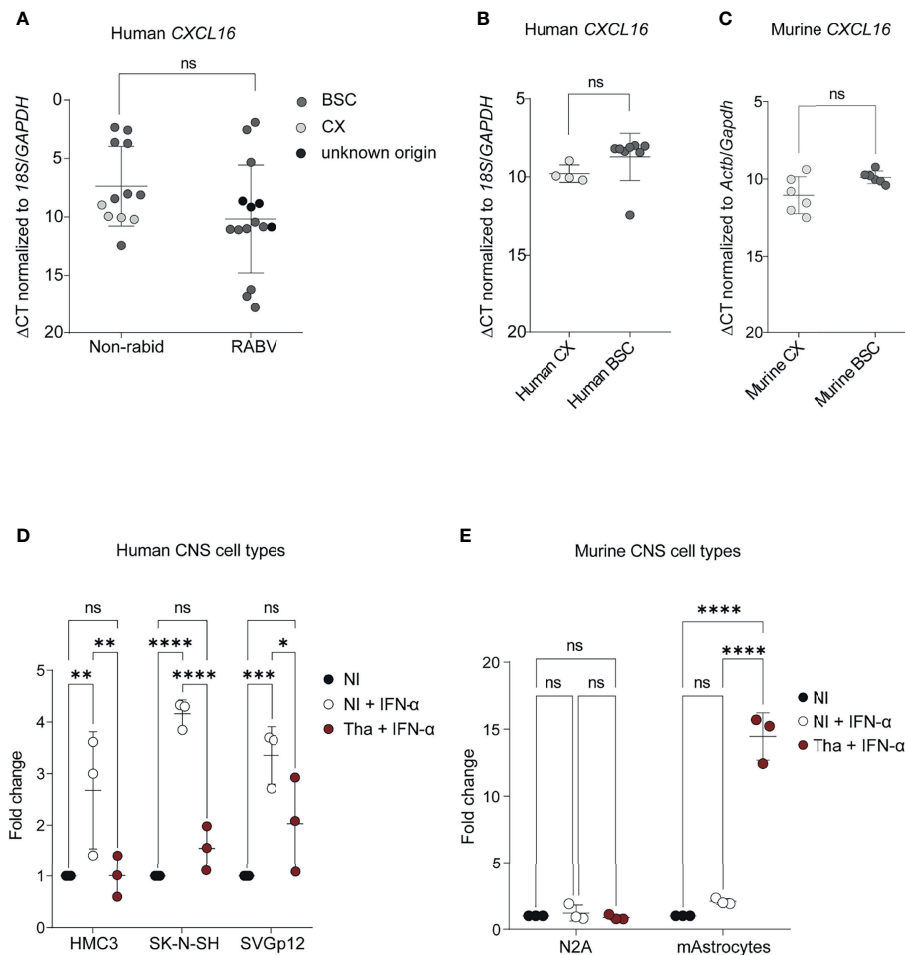 A
Human CXCL16
ns
ΔCT normalized to 18S/GAPDH
0
5
10
15
20
Non-rabid
RABV
BSC
CX
unknown origin
B
Human CXCL16
ns
ΔCT normalized to 18S/GAPDH
5
10
15
20
Human CX
Human BSC
C
Murine CXCL16
ns
ΔCT normalized to Actb/Gapdh
5
10
15
20
Murine CX
Murine BSC
D
Human CNS cell types
ns
ns
ns
**
****
*
**
****
***
Fold change
5
4
3
2
1
0
HMC3
SK-N-SH
SVGp12
NI
NI + IFN-α
Tha + IFN-α
E
Murine CNS cell types
****
ns
****
ns
ns
ns
Fold change
20
15
10
5
0
N2A
mAstrocytes
NI
NI + IFN-α
Tha + IFN-α